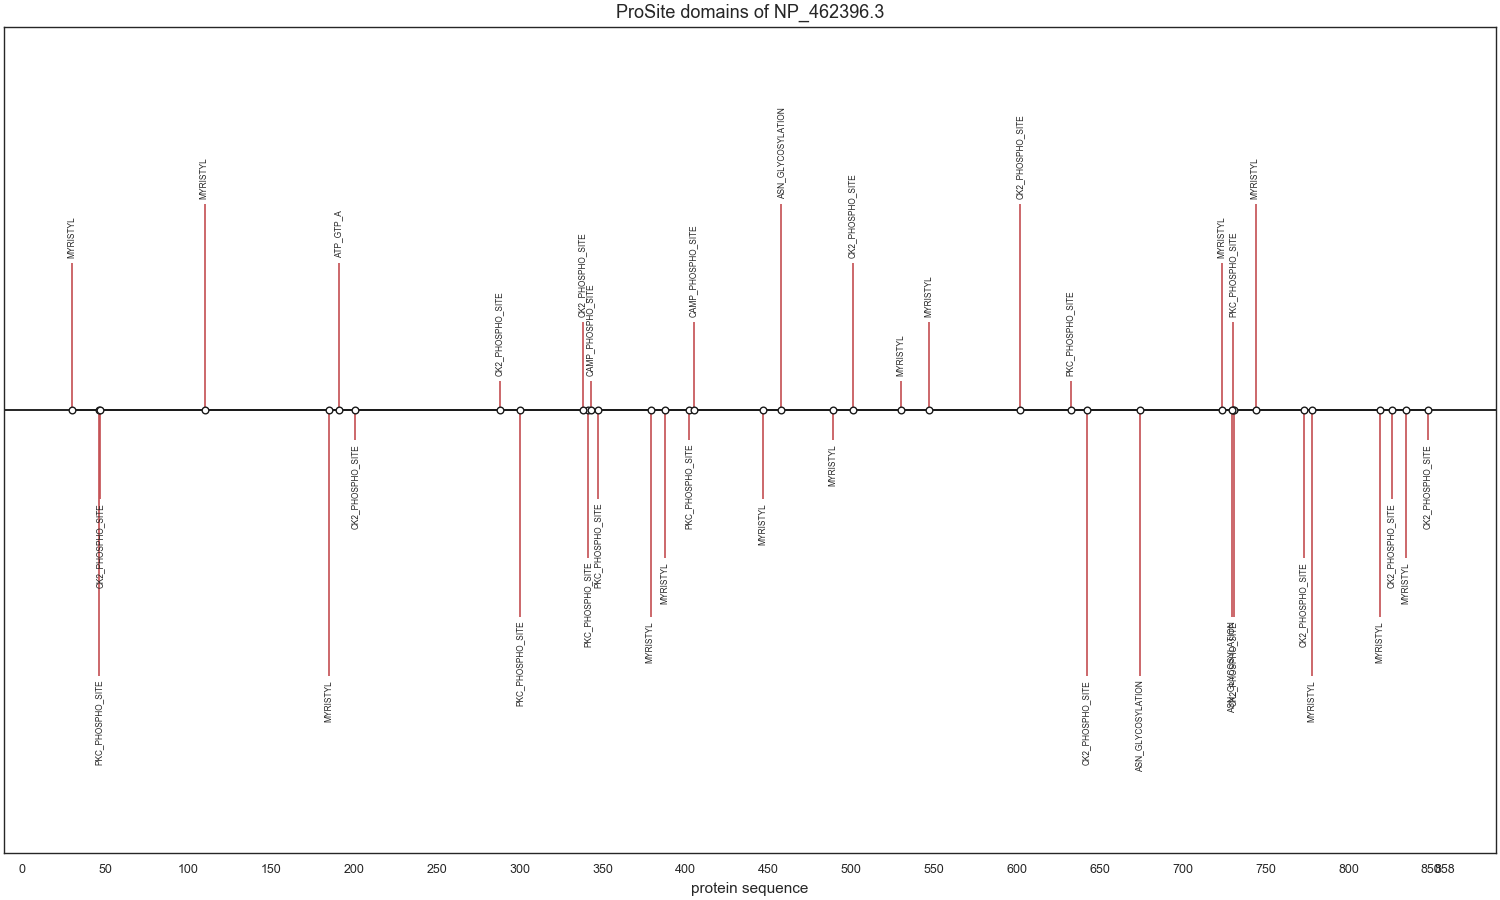 ProSite domains of NP_462396.3
ASN_GLYCOSYLATION
CK2_PHOSPHO_SITE
MYRISTYL
MYRISTYL
CK2_PHOSPHO_SITE
MYRISTYL
ATP_GTP_A
MYRISTYL
CAMP_PHOSPHO_SITE
CK2_PHOSPHO_SITE
PKC_PHOSPHO_SITE
MYRISTYL
CAMP_PHOSPHO_SITE
PKC_PHOSPHO_SITE
CK2_PHOSPHO_SITE
MYRISTYL
CK2_PHOSPHO_SITE
PKC_PHOSPHO_SITE
MYRISTYL
CK2_PHOSPHO_SITE
CK2_PHOSPHO_SITE
PKC_PHOSPHO_SITE
MYRISTYL
CK2_PHOSPHO_SITE
PKC_PHOSPHO_SITE
MYRISTYL
CK2_PHOSPHO_SITE
MYRISTYL
PKC_PHOSPHO_SITE
MYRISTYL
ASN_GLYCOSYLATION
CK2_PHOSPHO_SITE
MYRISTYL
PKC_PHOSPHO_SITE
MYRISTYL
CK2_PHOSPHO_SITE
ASN_GLYCOSYLATION
MYRISTYL
0 50 100 150 200 250 300 350 400 450 500 550 600 650 700 750 800 850 858
protein sequence